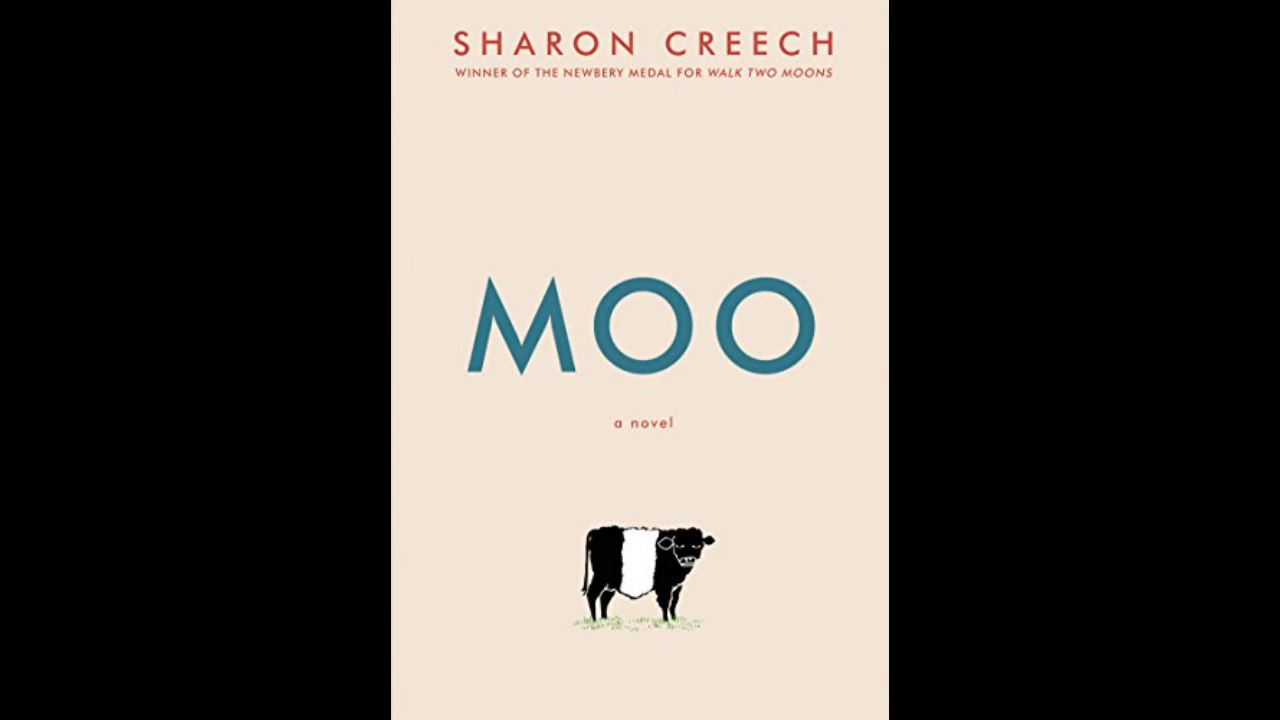 SHARON CREECH
WINNER OF THE NEWBERY MEDAL FOR WALK TWO MOONS
MOO
a novel